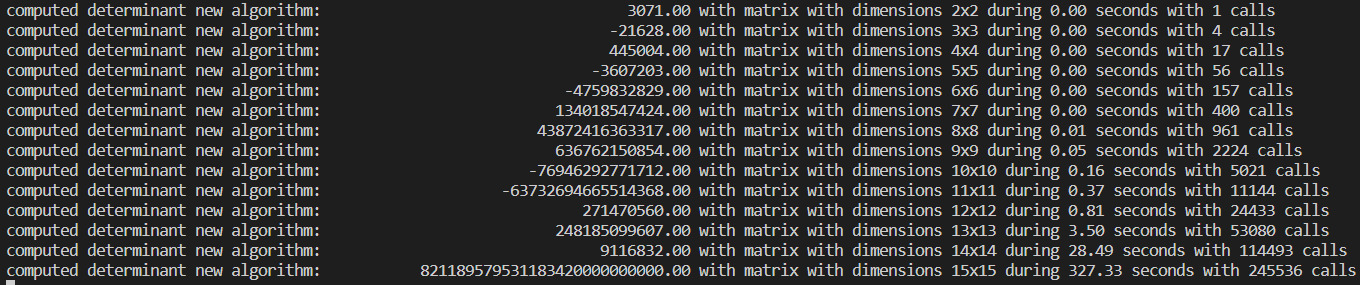 computed determinant new algorithm: 3071.00 with matrix with dimensions 2x2 during 0.00 seconds with 1 calls
computed determinant new algorithm: -21628.00 with matrix with dimensions 3x3 during 0.00 seconds with 4 calls
computed determinant new algorithm: 445004.00 with matrix with dimensions 4x4 during 0.00 seconds with 17 calls
computed determinant new algorithm: -3607203.00 with matrix with dimensions 5x5 during 0.00 seconds with 56 calls
computed determinant new algorithm: -4759832829.00 with matrix with dimensions 6x6 during 0.00 seconds with 157 calls
computed determinant new algorithm: 134018547424.00 with matrix with dimensions 7x7 during 0.00 seconds with 400 calls
computed determinant new algorithm: 43872416363317.00 with matrix with dimensions 8x8 during 0.01 seconds with 961 calls
computed determinant new algorithm: 636762150854.00 with matrix with dimensions 9x9 during 0.05 seconds with 2224 calls
computed determinant new algorithm: -76946292771712.00 with matrix with dimensions 10x10 during 0.16 seconds with 5021 calls
computed determinant new algorithm: -63732694665514368.00 with matrix with dimensions 11x11 during 0.37 seconds with 11144 calls
computed determinant new algorithm: 271470560.00 with matrix with dimensions 12x12 during 0.81 seconds with 24433 calls
computed determinant new algorithm: 248185099607.00 with matrix with dimensions 13x13 during 3.50 seconds with 53080 calls
computed determinant new algorithm: 9116832.00 with matrix with dimensions 14x14 during 28.49 seconds with 114493 calls
computed determinant new algorithm: 8211895795311834200000000000.00 with matrix with dimensions 15x15 during 327.33 seconds with 245536 calls